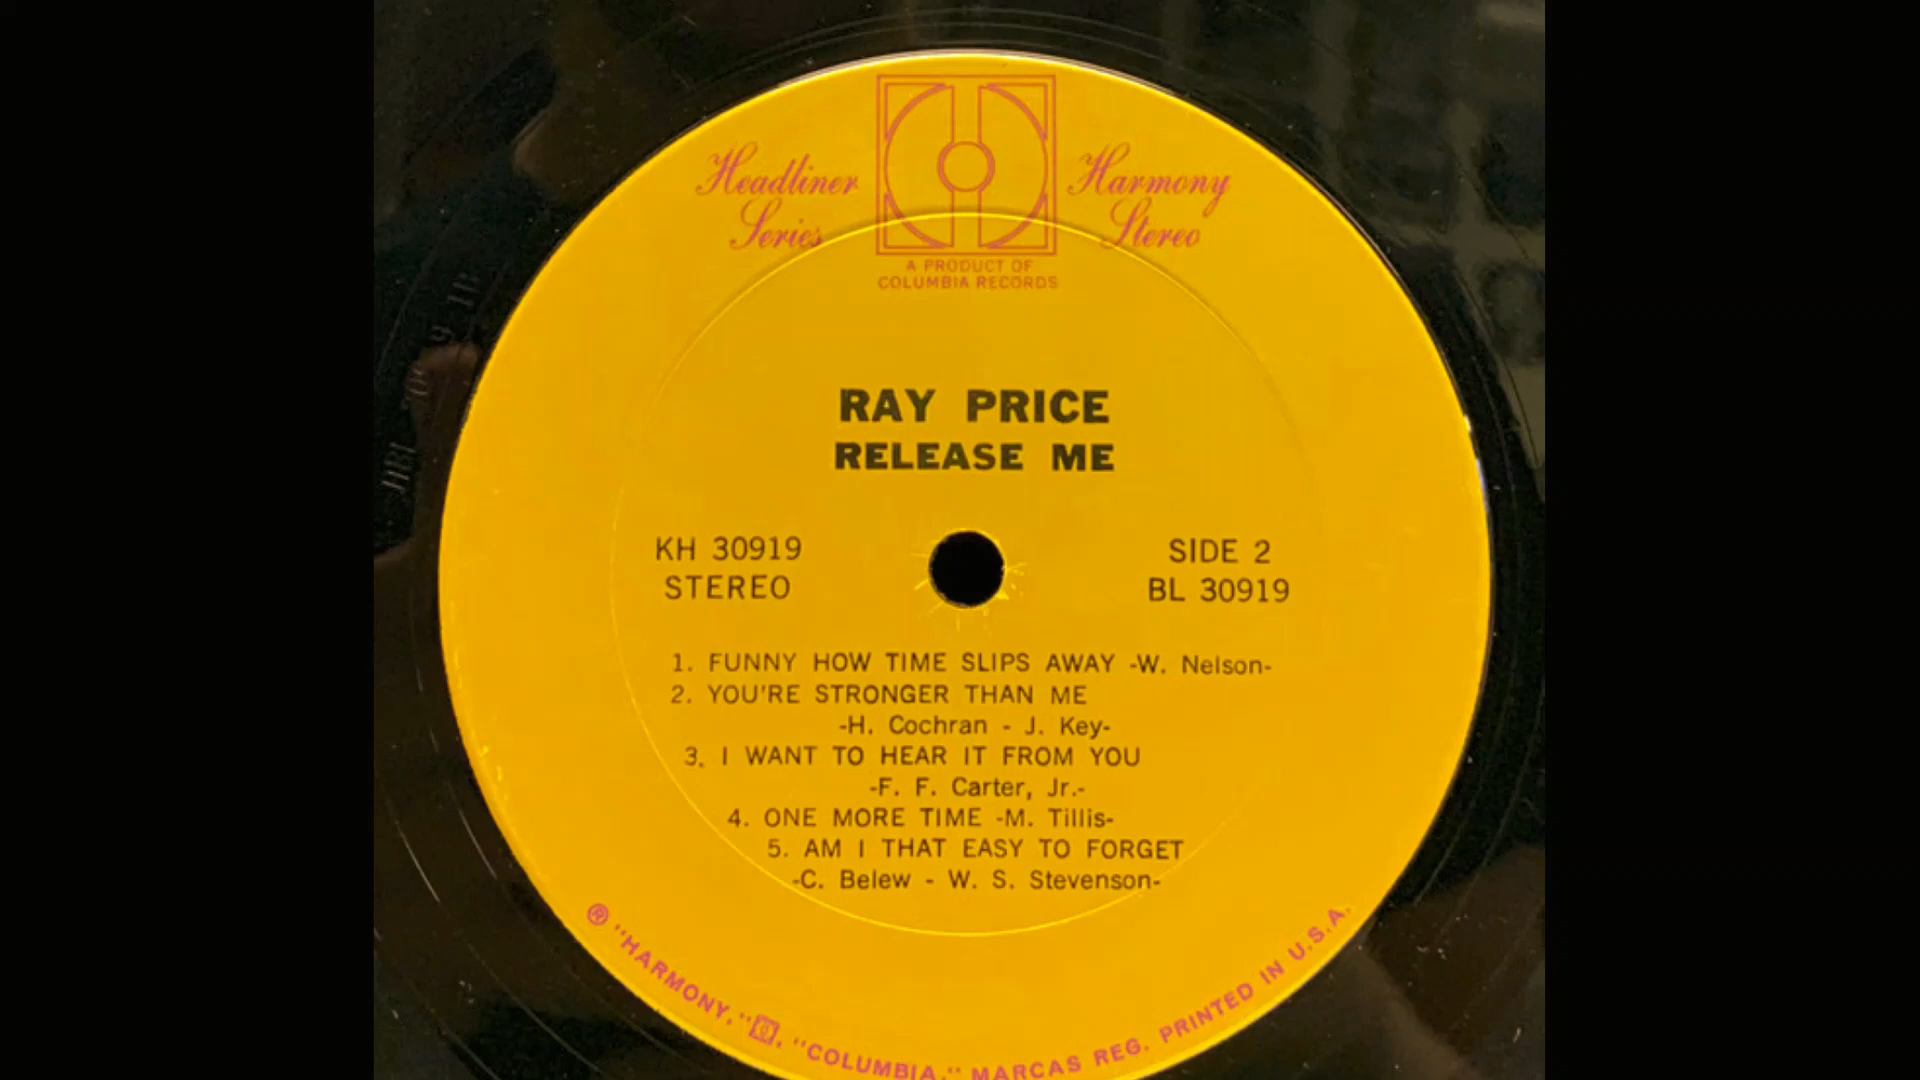 Headliner Series
Harmony Stereo
A PRODUCT OF
COLUMBIA RECORDS
RAY PRICE
RELEASE ME
KH 30919
STEREO
SIDE 2
BL 30919
1. FUNNY HOW TIME SLIPS AWAY -W. Nelson-
2. YOU'RE STRONGER THAN ME
-H. Cochran - J. Key-
3. I WANT TO HEAR IT FROM YOU
-F. F. Carter, Jr.-
4. ONE MORE TIME -M. Tillis-
5. AM I THAT EASY TO FORGET
-C. Belew - W. S. Stevenson-
® "HARMONY," "COLUMBIA," MARCAS REG. PRINTED IN U.S.A.